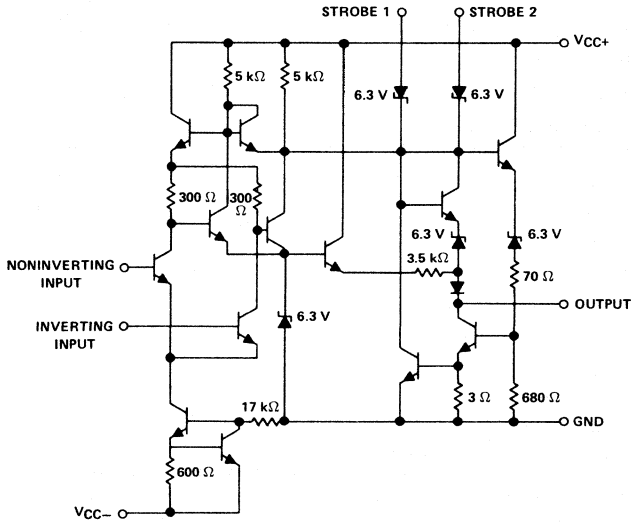 STROBE 1
STROBE 2
VCC+
5 kΩ
5 kΩ
6.3 V
6.3 V
300 Ω
300
Ω
6.3 V
6.3 V
3.5 kΩ
70 Ω
NONINVERTING
INPUT
OUTPUT
6.3 V
INVERTING
INPUT
17 kΩ
3 Ω
680 Ω
GND
600 Ω
VCC−